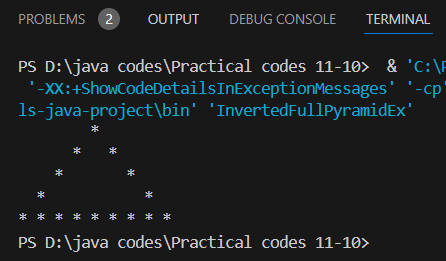 PROBLEMS 2 OUTPUT DEBUG CONSOLE TERMINAL
PS D:\java codes\Practical codes 11-10>  & 'C:\P
 '-XX:+ShowCodeDetailsInExceptionMessages' '-cp'
ls-java-project\bin' 'InvertedFullPyramidEx'
        *
      *   *
    *       *
  *           *
* * * * * * * * *
PS D:\java codes\Practical codes 11-10>